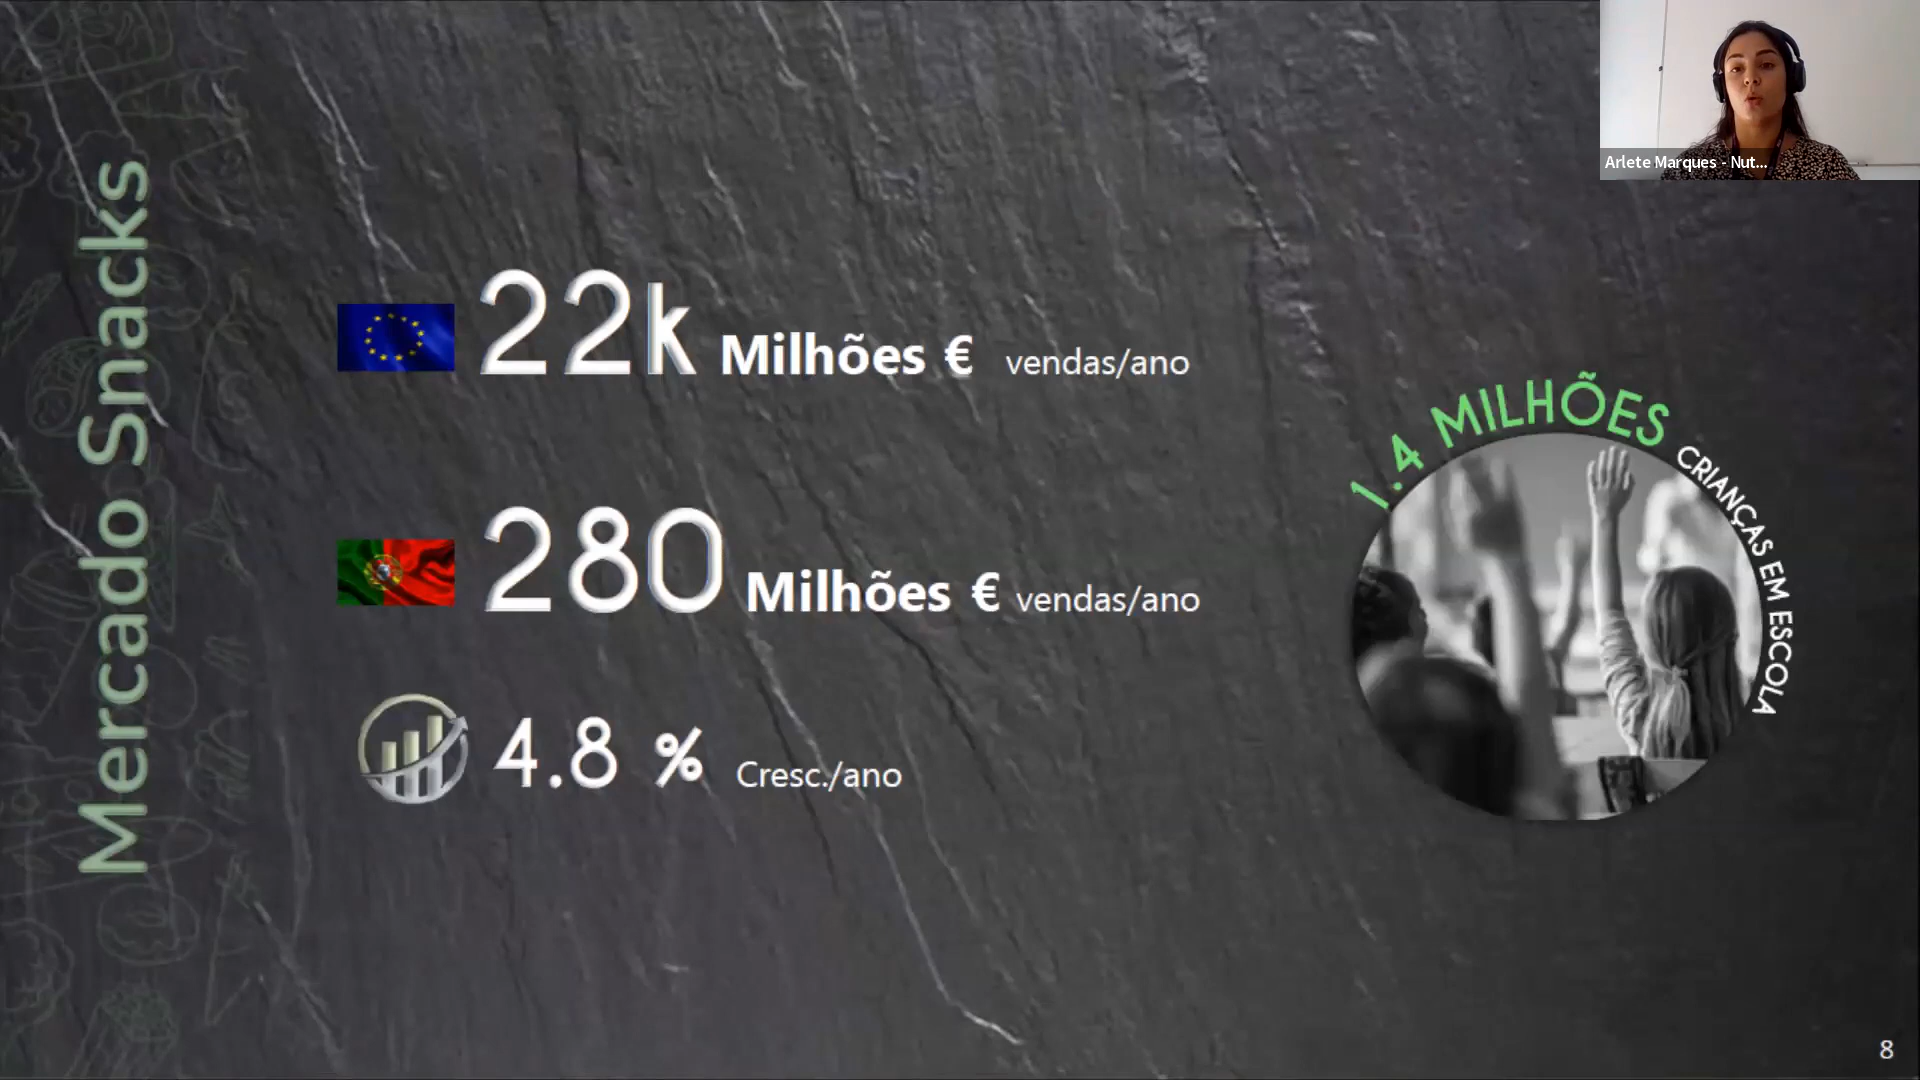 Mercado Snacks
22k Milhões € vendas/ano
280 Milhões € vendas/ano
4.8 % Cresc./ano
1.4 MILHÕES CRIANÇAS EM ESCOLA
Arlete Marques - Nut...
8